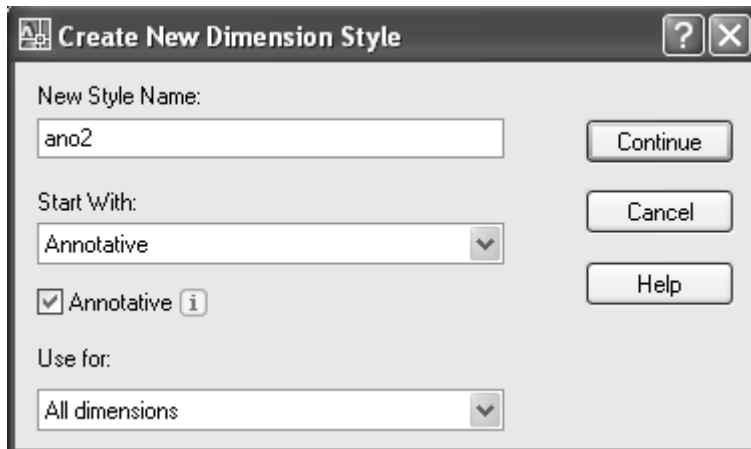 Create New Dimension Style
New Style Name:
ano2
Continue
Start With:
Cancel
Annotative
Annotative
Help
Use for:
All dimensions